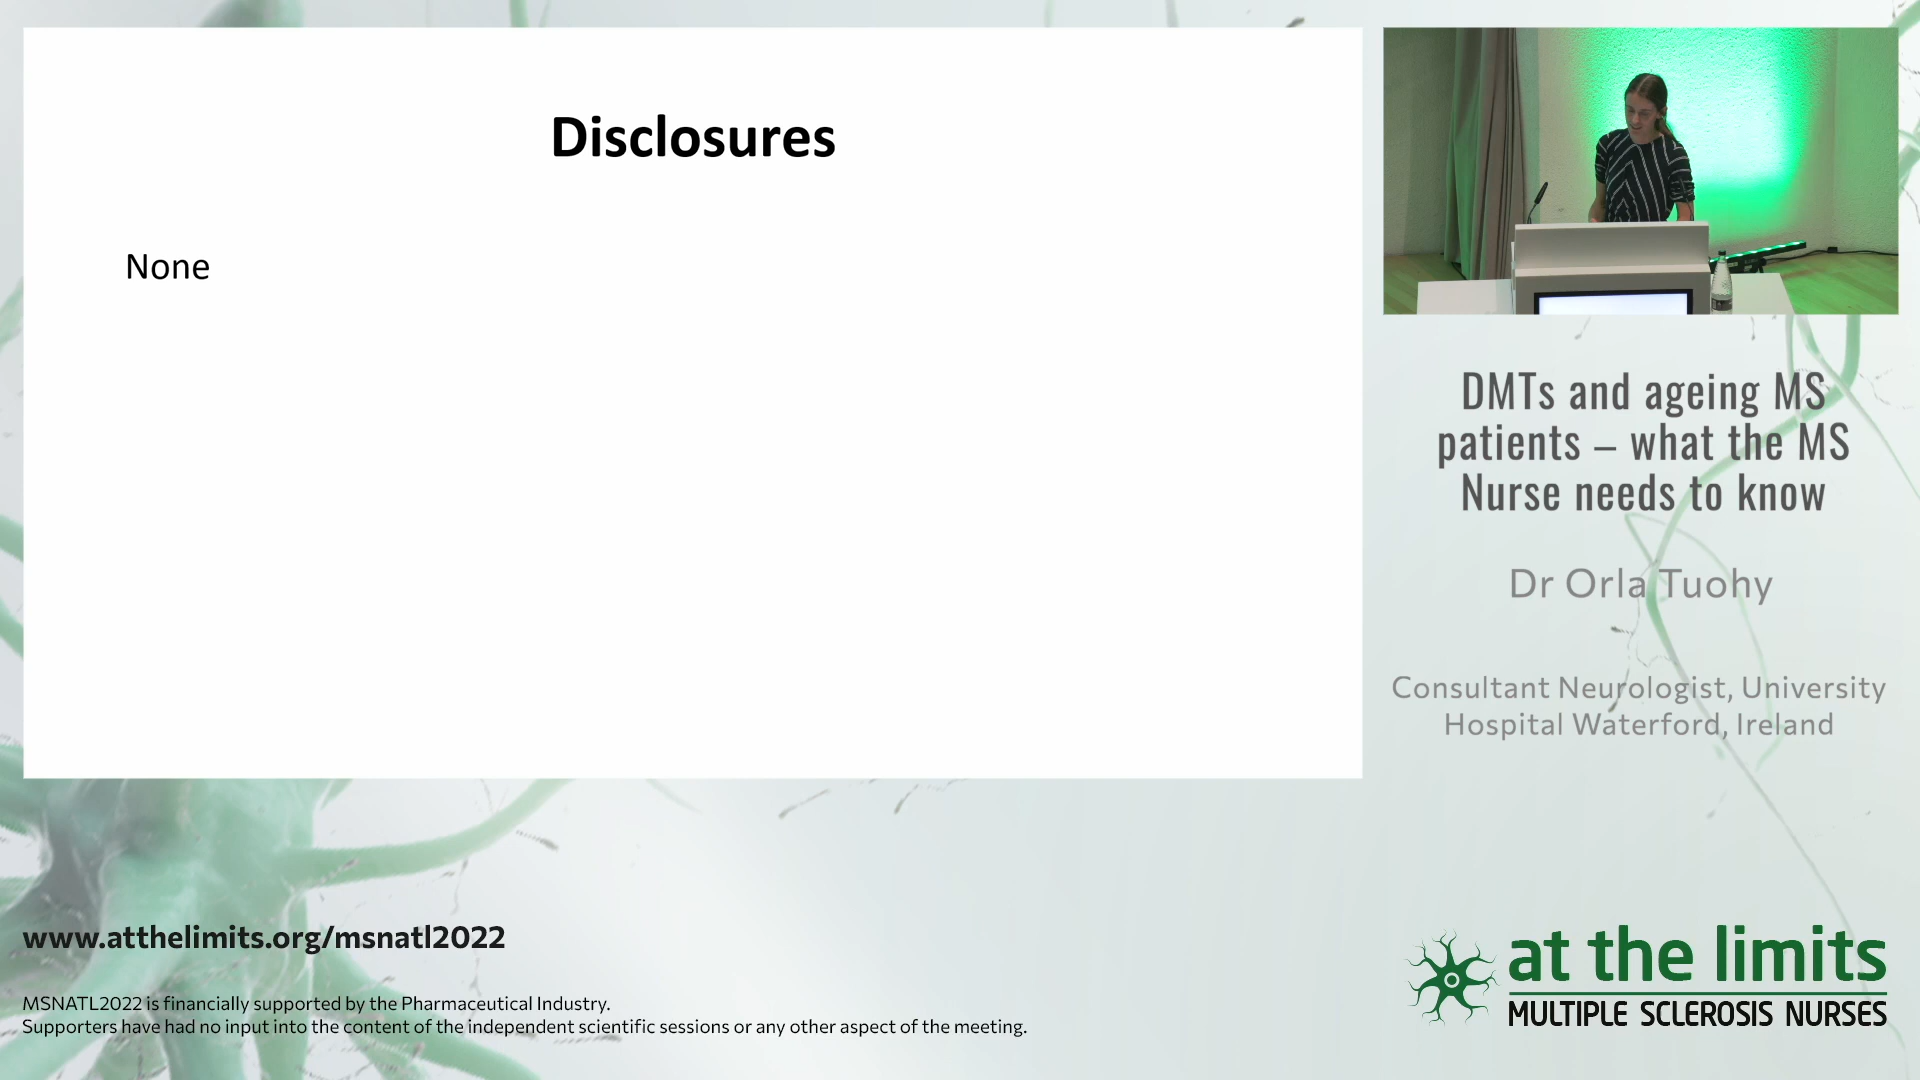 Disclosures
None
DMTs and ageing MS
patients – what the MS
Nurse needs to know
Dr Orla Tuohy
Consultant Neurologist, University
Hospital Waterford, Ireland
www.atthelimits.org/msnatl2022
MSNATL2022 is financially supported by the Pharmaceutical Industry.
Supporters have had no input into the content of the independent scientific sessions or any other aspect of the meeting.
at the limits
MULTIPLE SCLEROSIS NURSES